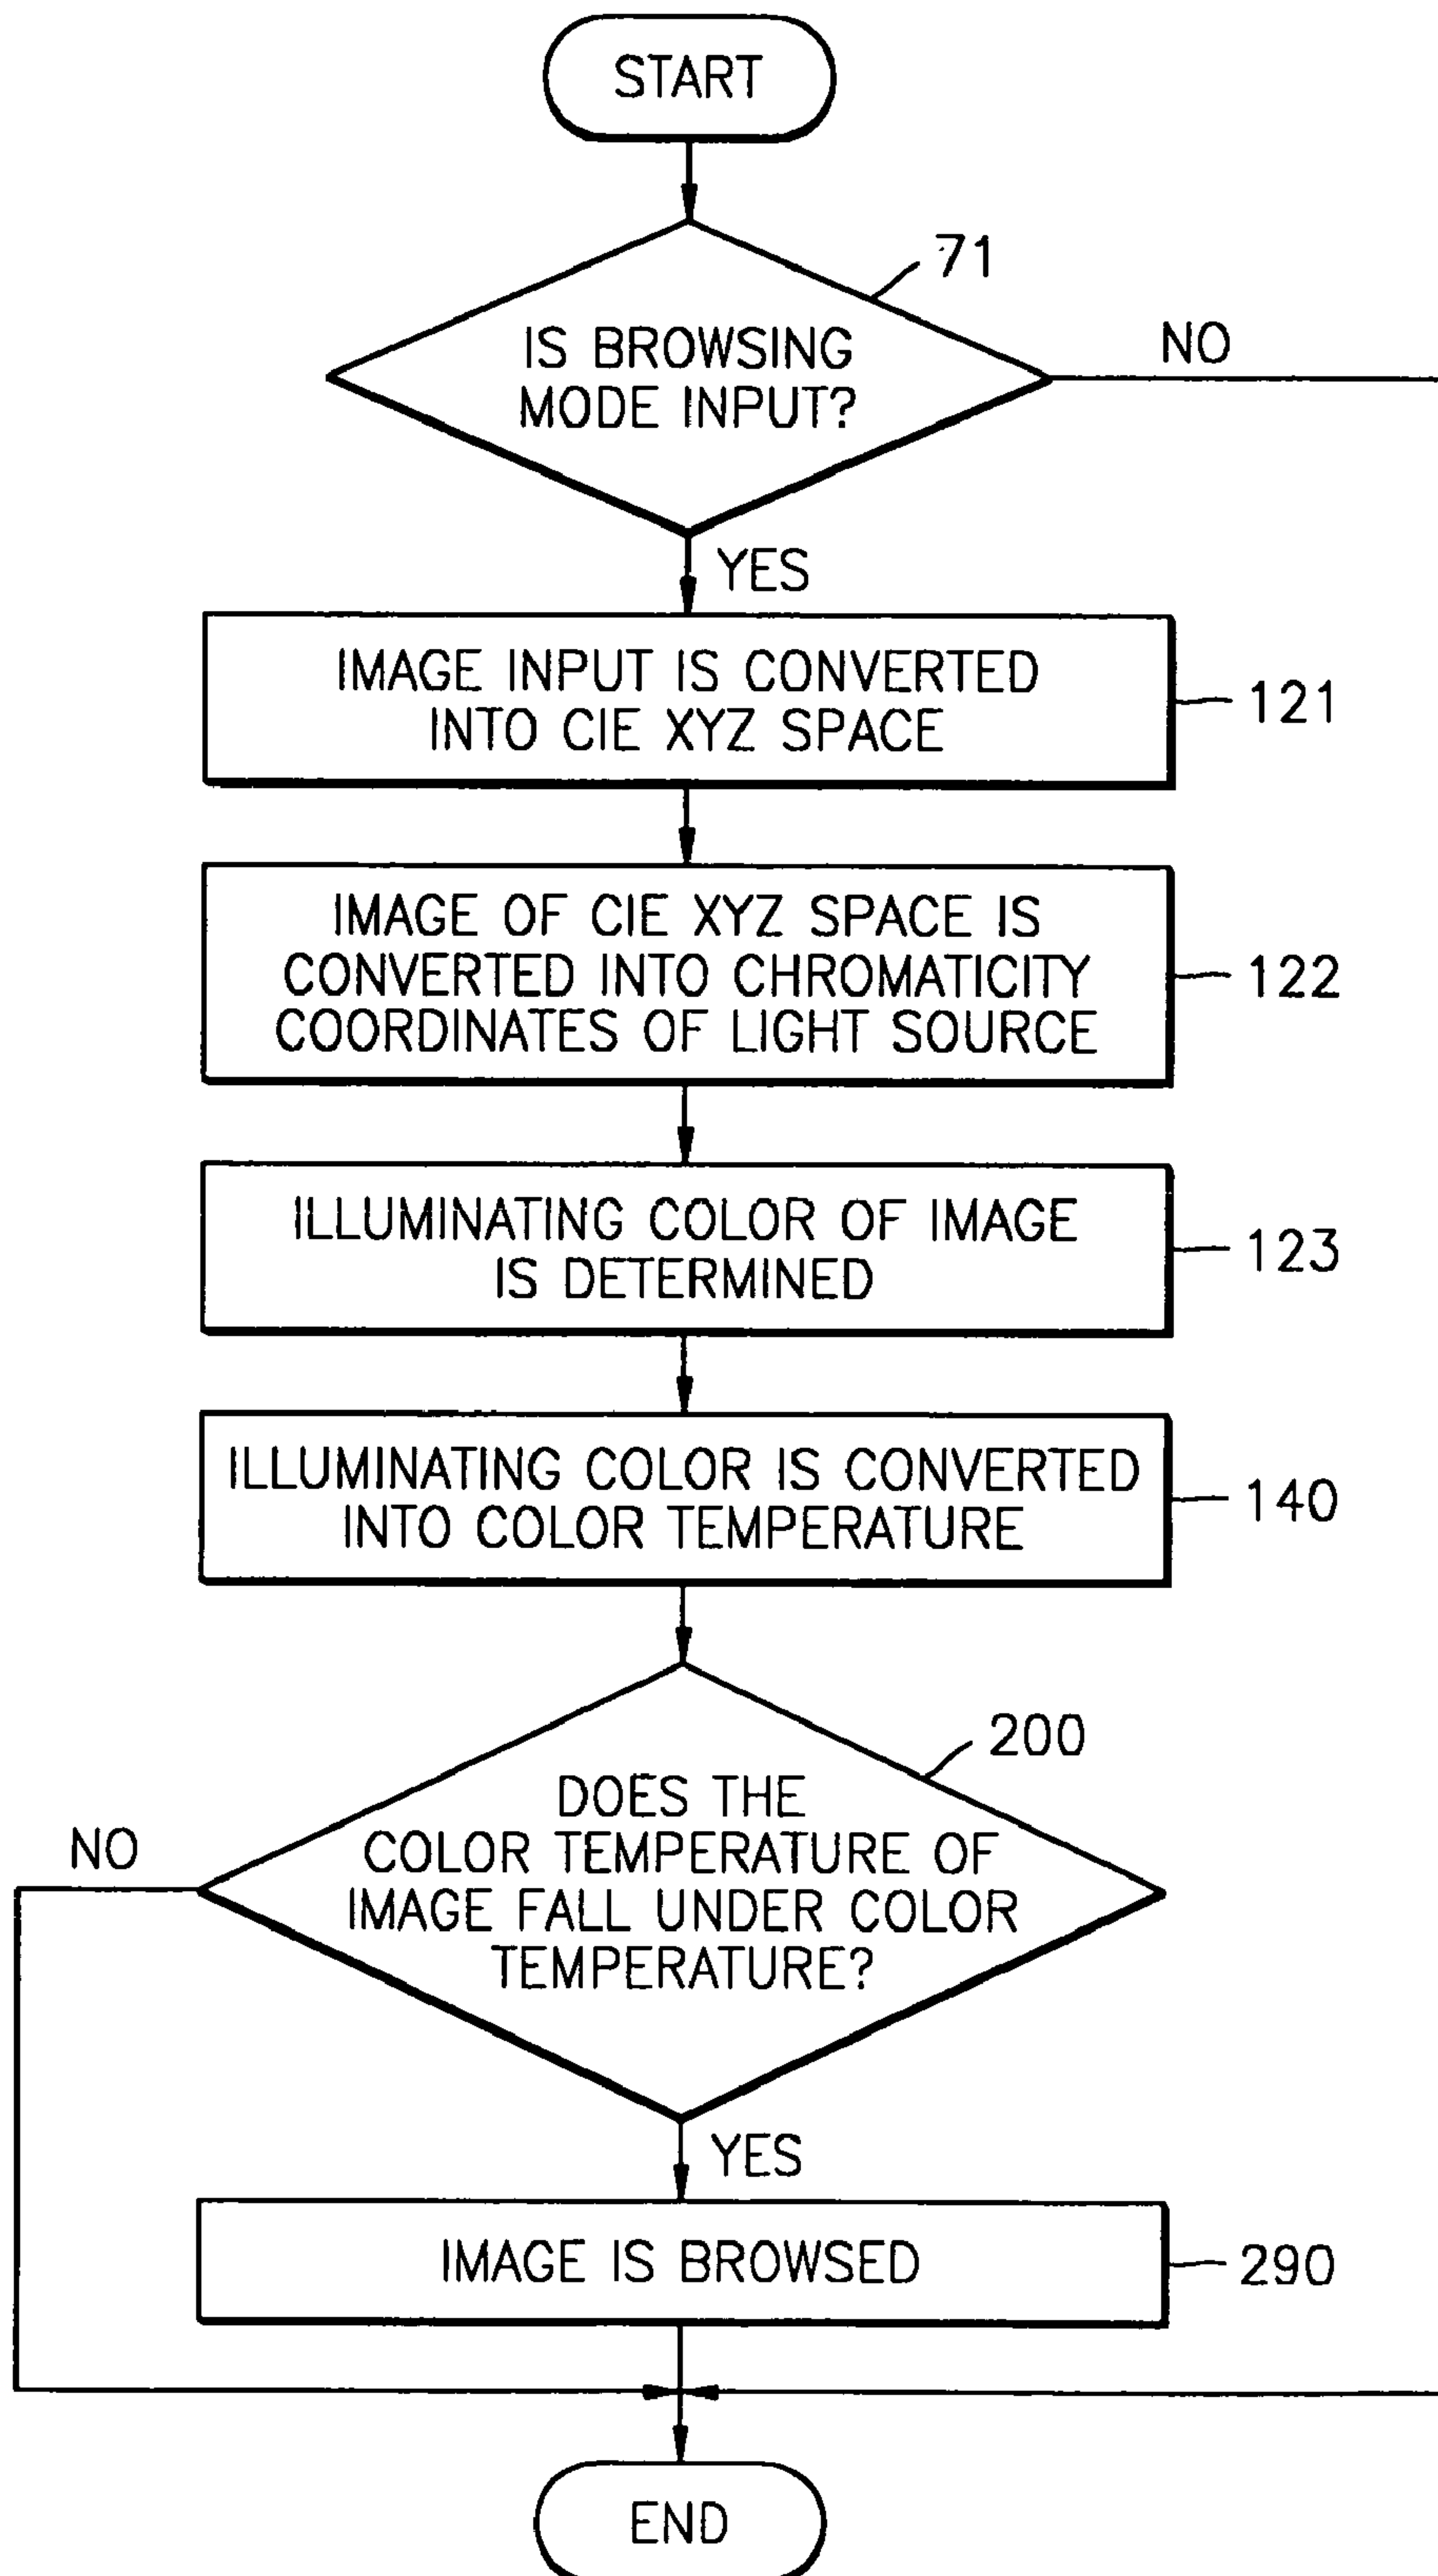 START
71
IS BROWSING
MODE INPUT?
NO
YES
IMAGE INPUT IS CONVERTED
INTO CIE XYZ SPACE
121
IMAGE OF CIE XYZ SPACE IS
CONVERTED INTO CHROMATICITY
COORDINATES OF LIGHT SOURCE
122
ILLUMINATING COLOR OF IMAGE
IS DETERMINED
123
ILLUMINATING COLOR IS CONVERTED
INTO COLOR TEMPERATURE
140
200
DOES THE
COLOR TEMPERATURE OF
IMAGE FALL UNDER COLOR
TEMPERATURE?
NO
YES
IMAGE IS BROWSED
290
END